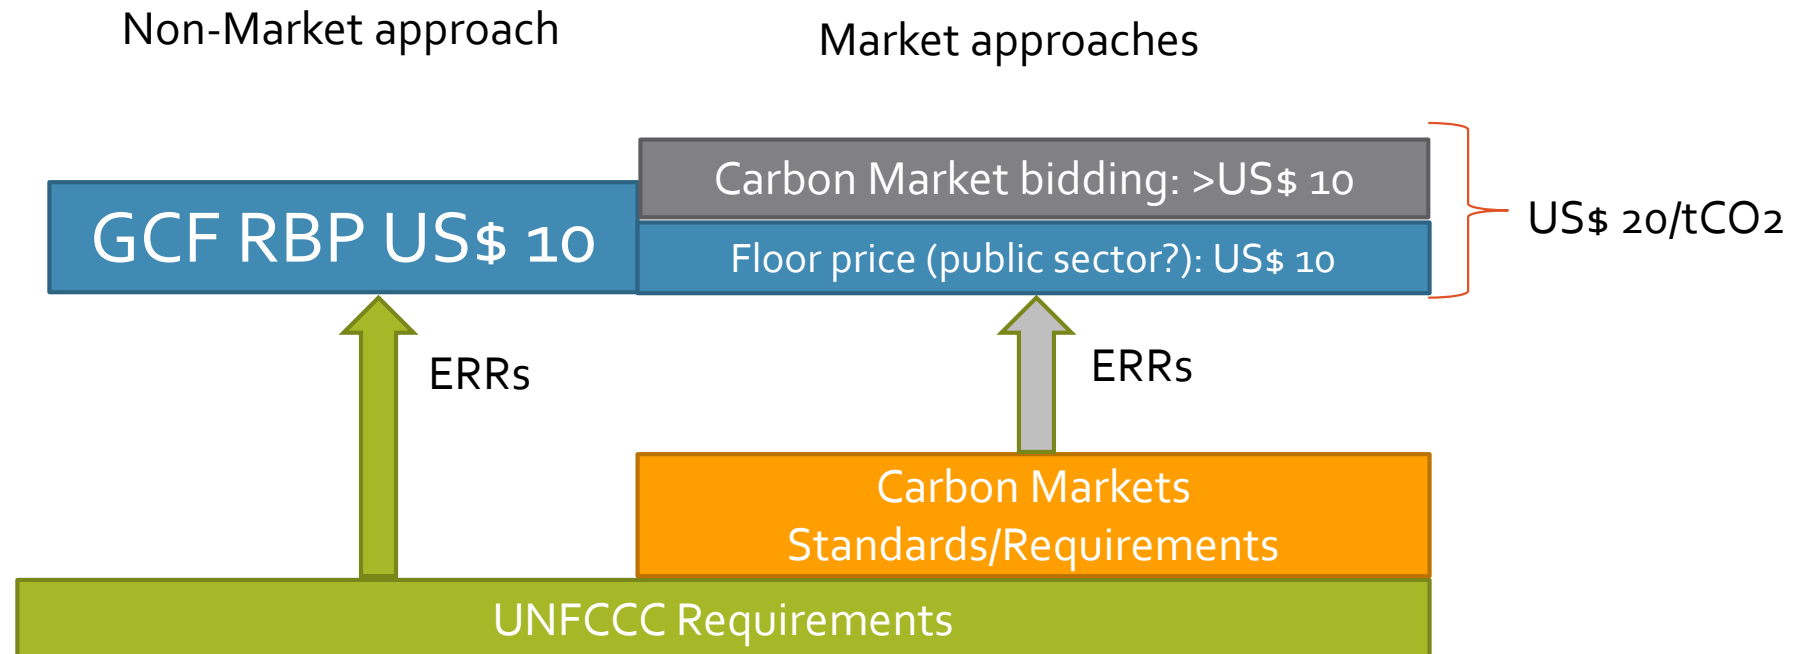 Non-Market approach
Market approaches
Carbon Market bidding: >US$ 10
GCF RBP US$ 10
Floor price (public sector?): US$ 10
US$ 20/tCO2
ERRs
ERRs
Carbon Markets
Standards/Requirements
UNFCCC Requirements